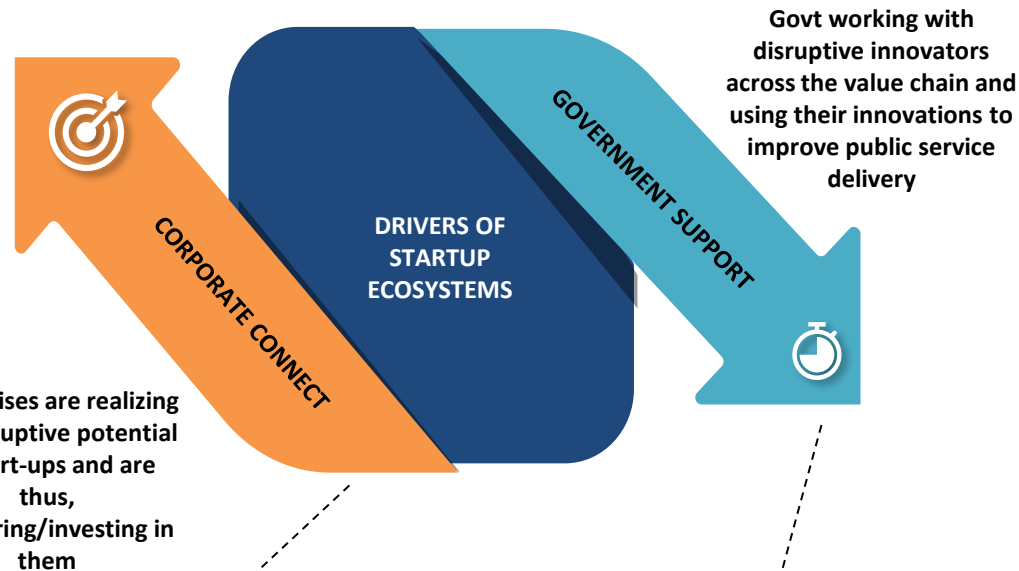 Govt working with
disruptive innovators
across the value chain and
using their innovations to
improve public service
delivery
GOVERNMENT SUPPORT
DRIVERS OF
STARTUP
ECOSYSTEMS
CORPORATE CONNECT
are realizing
potential
and are
thus,
in
them